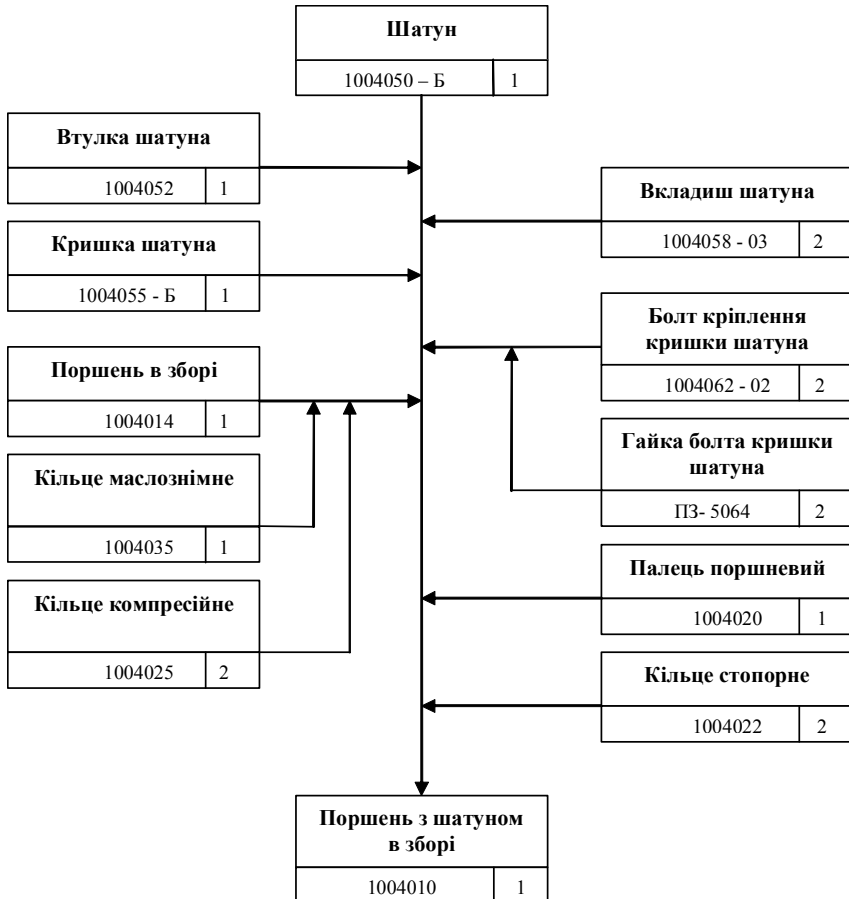 Шатун
1004050 – Б 1
Втулка шатуна
1004052 1
Вкладиш шатуна
1004058 - 03 2
Кришка шатуна
1004055 - Б 1
Болт кріплення
кришки шатуна
1004062 - 02 2
Поршень в зборі
1004014 1
Гайка болта кришки
шатуна
ПЗ- 5064 2
Кільце маслознімне
1004035 1
Палець поршневий
1004020 1
Кільце компресійне
1004025 2
Кільце стопорне
1004022 2
Поршень з шатуном
в зборі
1004010 1